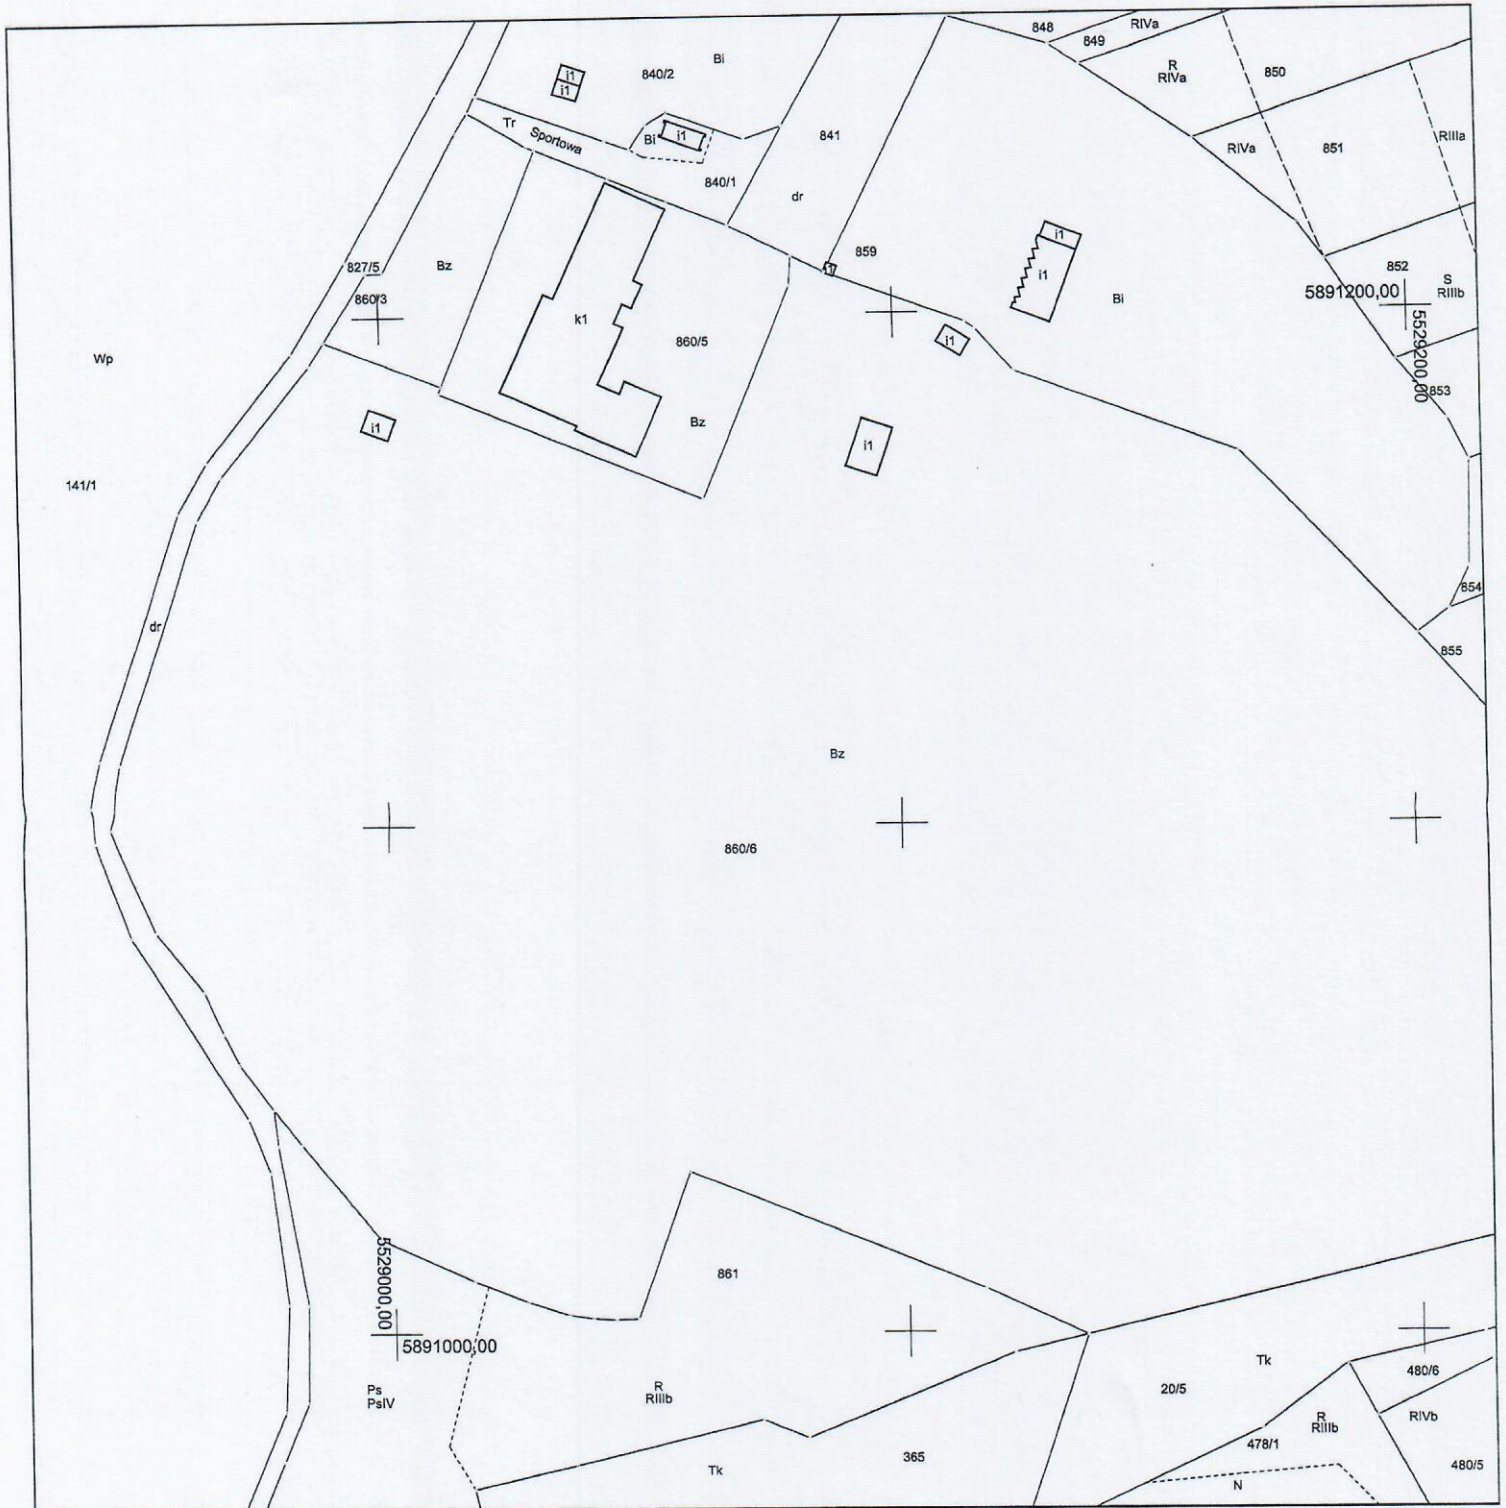 848
RIVa
849
Bi
i1
i1
840/2
R
RIVa
850
Tr
Sportowa
Bi
i1
841
RIVa
851
RIIIa
840/1
dr
i1
i1
859
827/5
Bz
852
S
RIIIb
5891200,00
860/3
Bi
k1
5529200,00
860/5
i1
Wp
853
Bz
i1
i1
141/1
854
dr
855
Bz
860/6
5529000,00
861
5891000,00
Tk
480/6
Ps
PsIV
R
RIIIb
20/5
R
RIIIb
RIVb
478/1
365
480/5
Tk
N